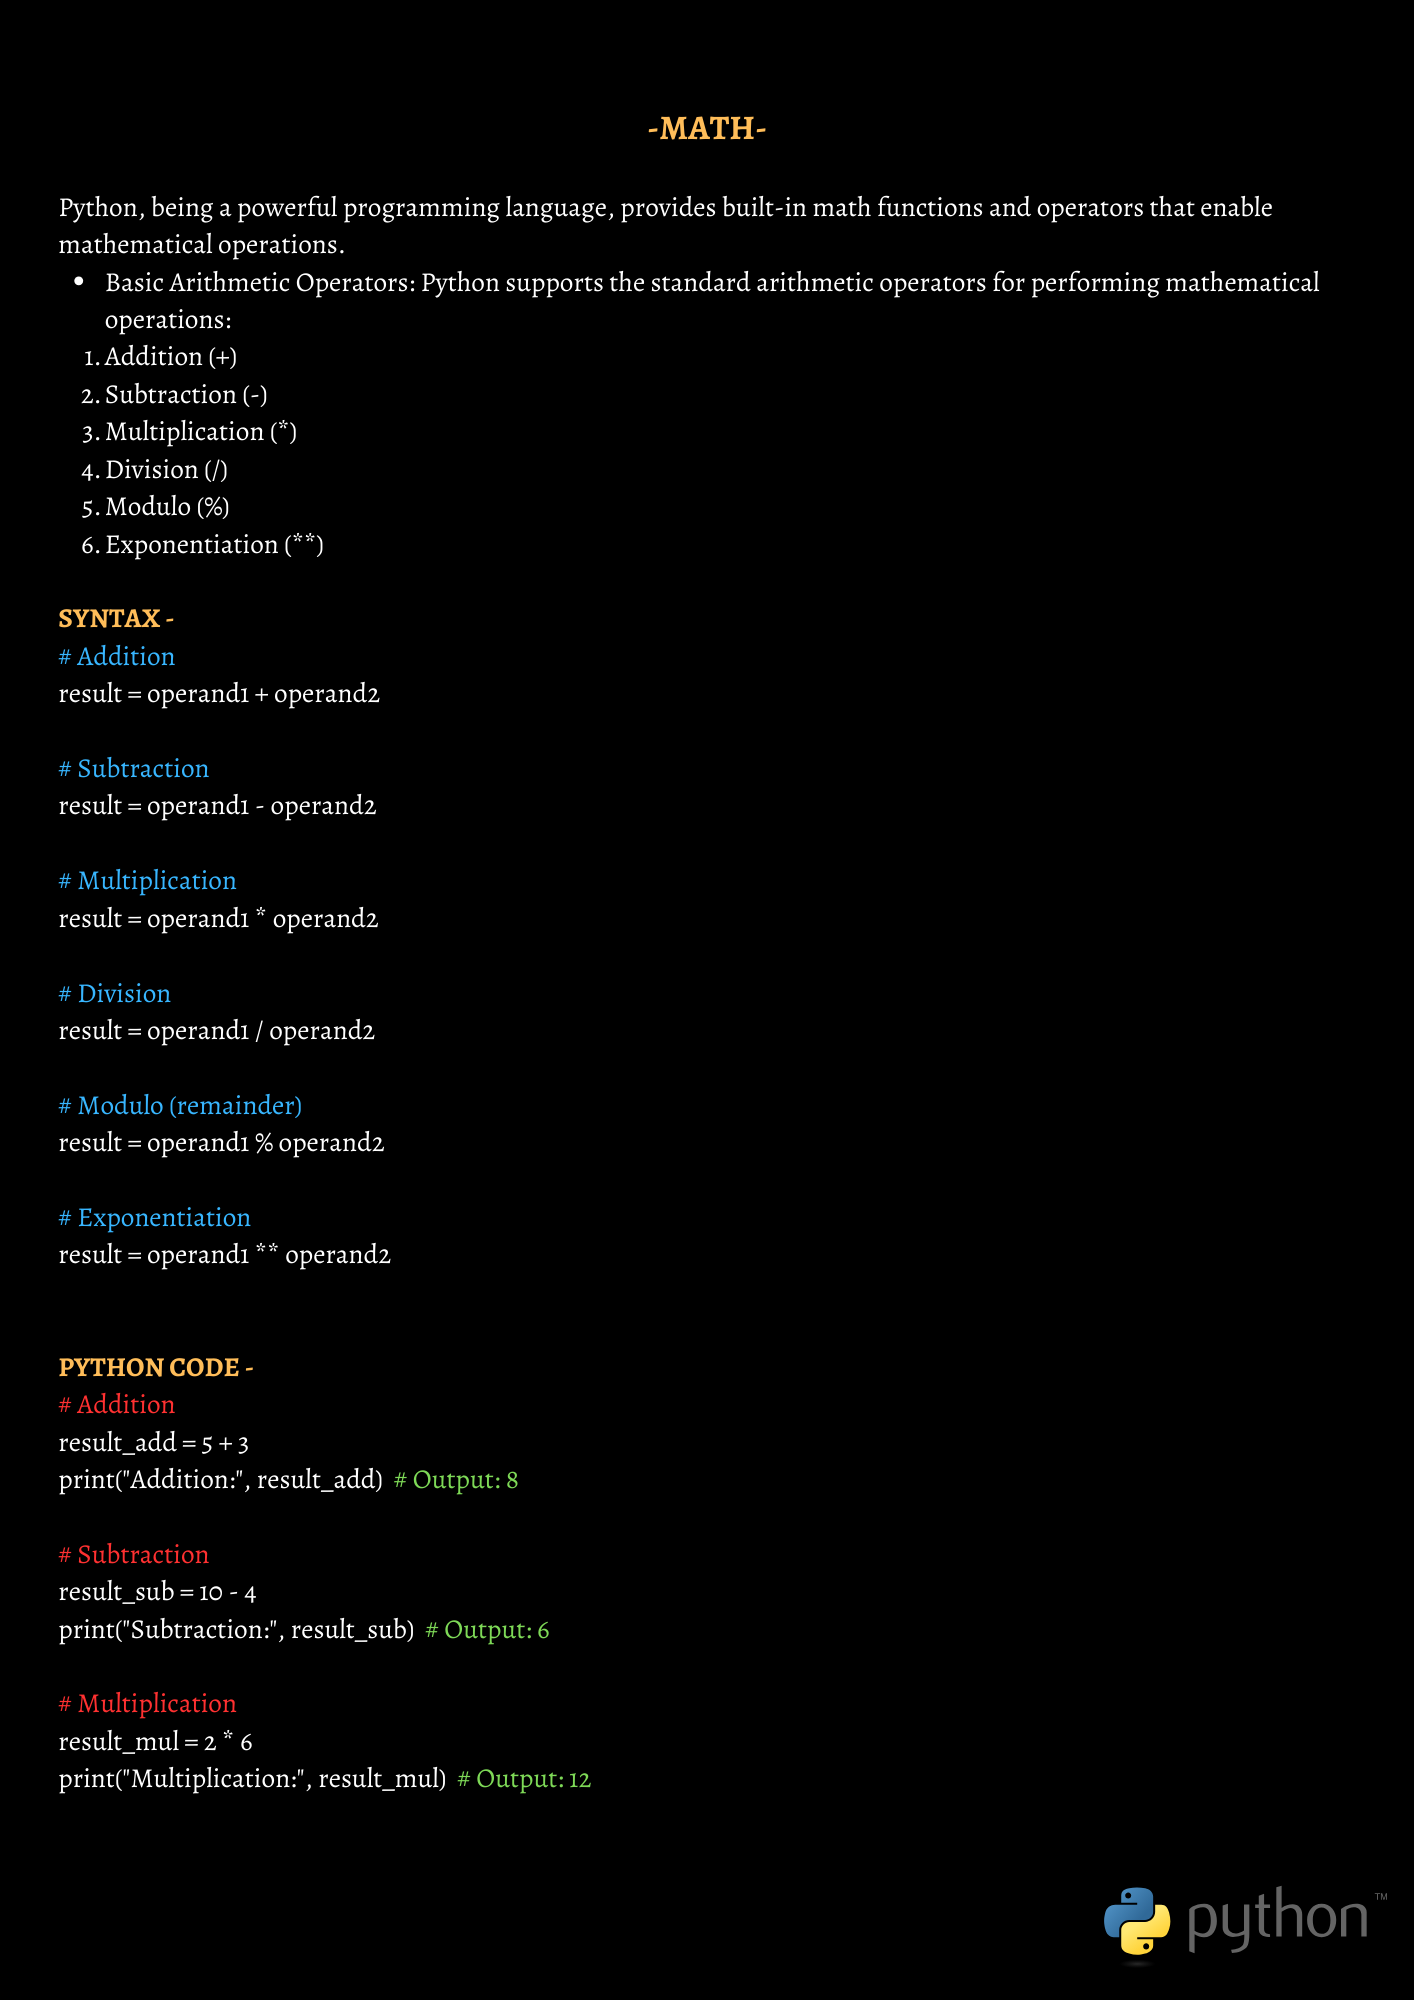 -MATH-
Python, being a powerful programming language, provides built-in math functions and operators that enable
mathematical operations.
• Basic Arithmetic Operators: Python supports the standard arithmetic operators for performing mathematical
operations:
1. Addition (+)
2. Subtraction (-)
3. Multiplication (*)
4. Division (/)
5. Modulo (%)
6. Exponentiation (**)
SYNTAX -
# Addition
result = operand1 + operand2
# Subtraction
result = operand1 - operand2
# Multiplication
result = operand1 * operand2
# Division
result = operand1 / operand2
# Modulo (remainder)
result = operand1 % operand2
# Exponentiation
result = operand1 ** operand2
PYTHON CODE -
# Addition
result_add = 5 + 3
print("Addition:", result_add)  # Output: 8
# Subtraction
result_sub = 10 - 4
print("Subtraction:", result_sub)  # Output: 6
# Multiplication
result_mul = 2 * 6
print("Multiplication:", result_mul)  # Output: 12
python™